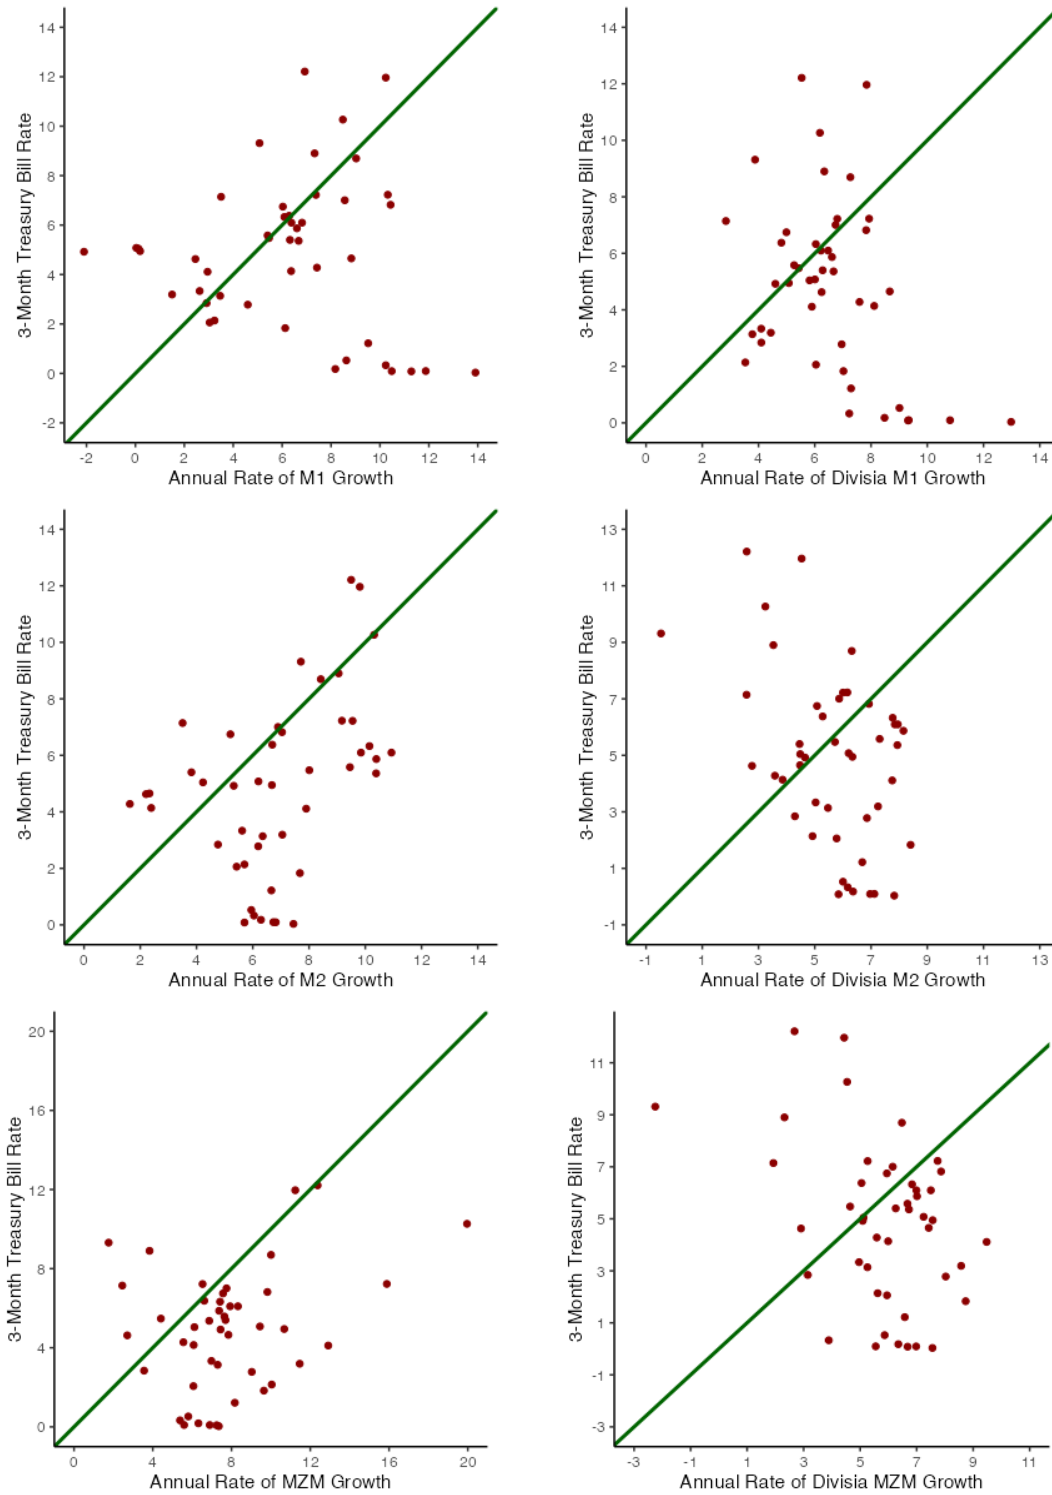 14
12
10
8
6
4
2
0
-2
3-Month Treasury Bill Rate
-2 0 2 4 6 8 10 12 14
Annual Rate of M1 Growth
14
12
10
8
6
4
2
0
3-Month Treasury Bill Rate
0 2 4 6 8 10 12 14
Annual Rate of Divisia M1 Growth
14
12
10
8
6
4
2
0
3-Month Treasury Bill Rate
0 2 4 6 8 10 12 14
Annual Rate of M2 Growth
13
11
9
7
5
3
1
-1
3-Month Treasury Bill Rate
-1 1 3 5 7 9 11 13
Annual Rate of Divisia M2 Growth
20
16
12
8
4
0
3-Month Treasury Bill Rate
0 4 8 12 16 20
Annual Rate of MZM Growth
11
9
7
5
3
1
-1
-3
3-Month Treasury Bill Rate
-3 -1 1 3 5 7 9 11
Annual Rate of Divisia MZM Growth